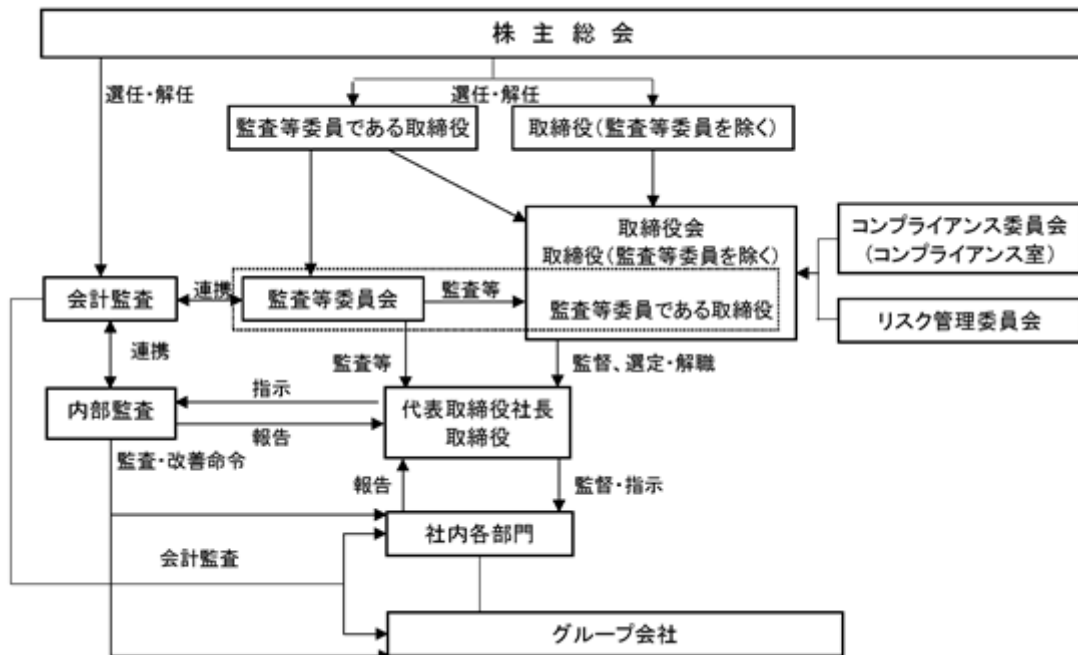 株主総会
選任・解任
選任・解任
監査等委員である取締役
取締役(監査等委員を除く)
取締役会
取締役(監査等委員を除く)
コンプライアンス委員会
(コンプライアンス室)
会計監査
連携
監査等委員会
監査等
監査等委員である取締役
リスク管理委員会
連携
監査等
監督、選定・解職
指示
内部監査
代表取締役社長
取締役
報告
監査・改善命令
報告
監督・指示
社内各部門
会計監査
グループ会社